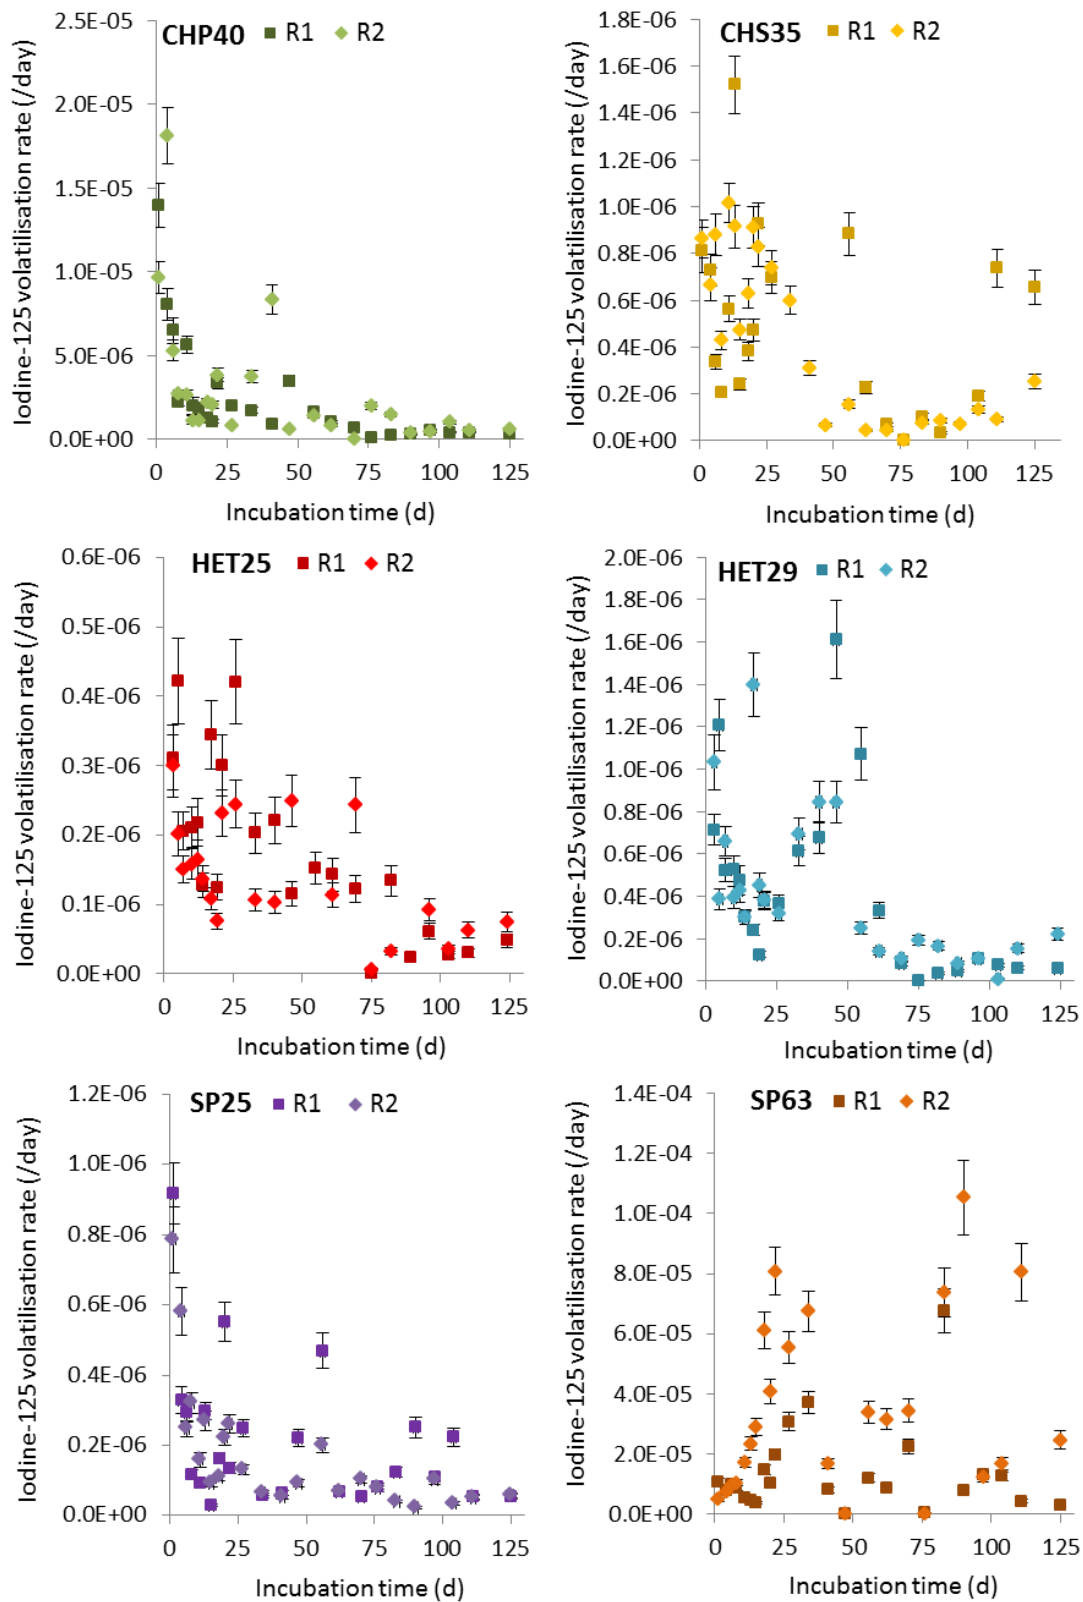 CHP40 R1 R2
Iodine-125 volatilisation rate (/day)
2.5E-05
2.0E-05
1.5E-05
1.0E-05
5.0E-06
0.0E+00
0 25 50 75 100 125
Incubation time (d)
CHS35 R1 R2
Iodine-125 volatilisation rate (/day)
1.8E-06
1.6E-06
1.4E-06
1.2E-06
1.0E-06
0.8E-06
0.6E-06
0.4E-06
0.2E-06
0.0E+00
0 25 50 75 100 125
Incubation time (d)
HET25 R1 R2
Iodine-125 volatilisation rate (/day)
0.6E-06
0.5E-06
0.4E-06
0.3E-06
0.2E-06
0.1E-06
0.0E+00
0 25 50 75 100 125
Incubation time (d)
HET29 R1 R2
Iodine-125 volatilisation rate (/day)
2.0E-06
1.8E-06
1.6E-06
1.4E-06
1.2E-06
1.0E-06
0.8E-06
0.6E-06
0.4E-06
0.2E-06
0.0E+00
0 25 50 75 100 125
Incubation time (d)
SP25 R1 R2
Iodine-125 volatilisation rate (/day)
1.2E-06
1.0E-06
0.8E-06
0.6E-06
0.4E-06
0.2E-06
0.0E+00
0 25 50 75 100 125
Incubation time (d)
SP63 R1 R2
Iodine-125 volatilisation rate (/day)
1.4E-04
1.2E-04
1.0E-04
8.0E-05
6.0E-05
4.0E-05
2.0E-05
0.0E+00
0 25 50 75 100 125
Incubation time (d)